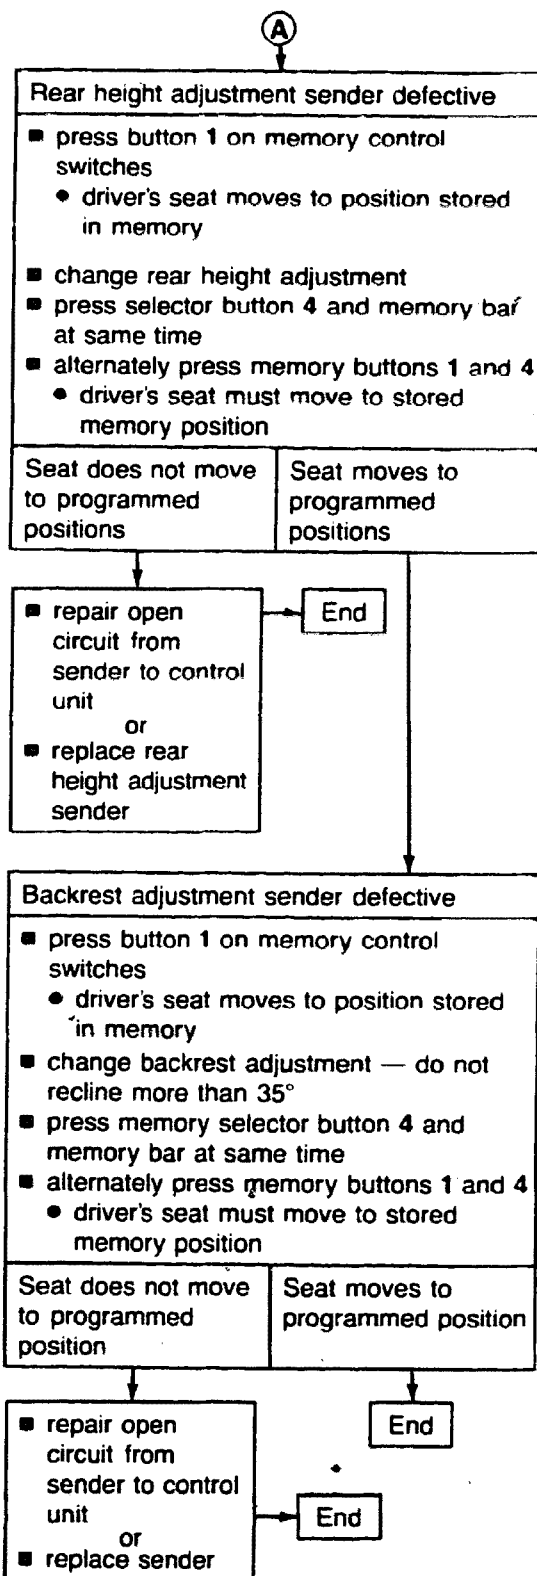 A
Rear height adjustment sender defective
■ press button 1 on memory control
switches
● driver's seat moves to position stored
in memory
■ change rear height adjustment
■ press selector button 4 and memory bar
at same time
■ alternately press memory buttons 1 and 4
● driver's seat must move to stored
memory position
Seat does not move
to programmed
positions
Seat moves to
programmed
positions
■ repair open
circuit from
sender to control
unit
or
■ replace rear
height adjustment
sender
End
Backrest adjustment sender defective
■ press button 1 on memory control
switches
● driver's seat moves to position stored
in memory
■ change backrest adjustment — do not
recline more than 35°
■ press memory selector button 4 and
memory bar at same time
■ alternately press memory buttons 1 and 4
● driver's seat must move to stored
memory position
Seat does not move
to programmed
position
Seat moves to
programmed position
End
■ repair open
circuit from
sender to control
unit
or
■ replace sender
End